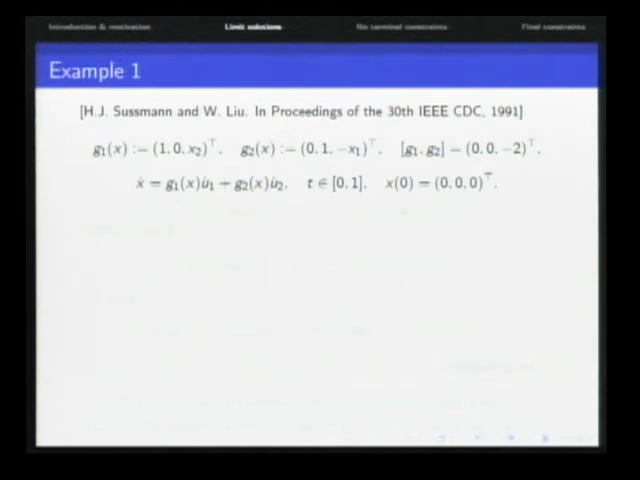 Introduction & motivation Limit solutions No terminal constraints Final constraints
Example 1
[H.J. Sussmann and W. Liu. In Proceedings of the 30th IEEE CDC, 1991]
g₁(x) := (1, 0, x₂)ᵀ, g₂(x) := (0, 1, −x₁)ᵀ, [g₁, g₂] = (0, 0, −2)ᵀ,
ẋ = g₁(x)u̇₁ + g₂(x)u̇₂, t ∈ [0, 1], x(0) = (0, 0, 0)ᵀ.